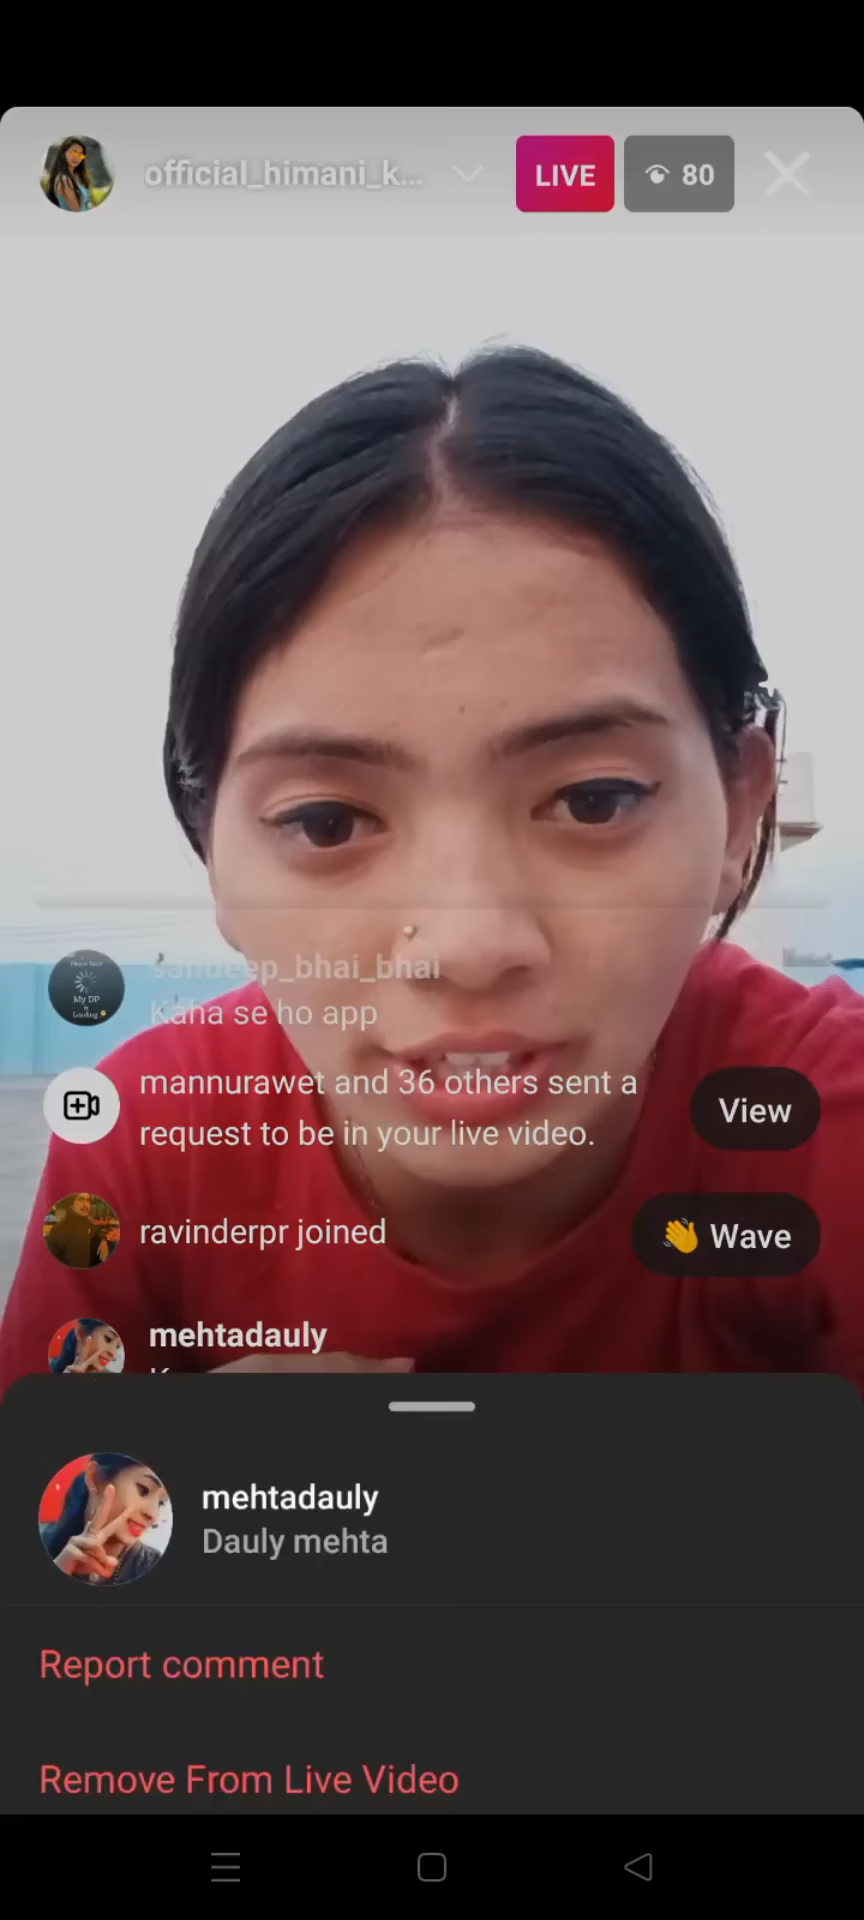 official_himani_k...
LIVE
80
sandeep_bhai_bhai
Kaha se ho app
mannurawet and 36 others sent a
request to be in your live video.
View
ravinderpr joined
Wave
mehtadauly
mehtadauly
Dauly mehta
Report comment
Remove From Live Video